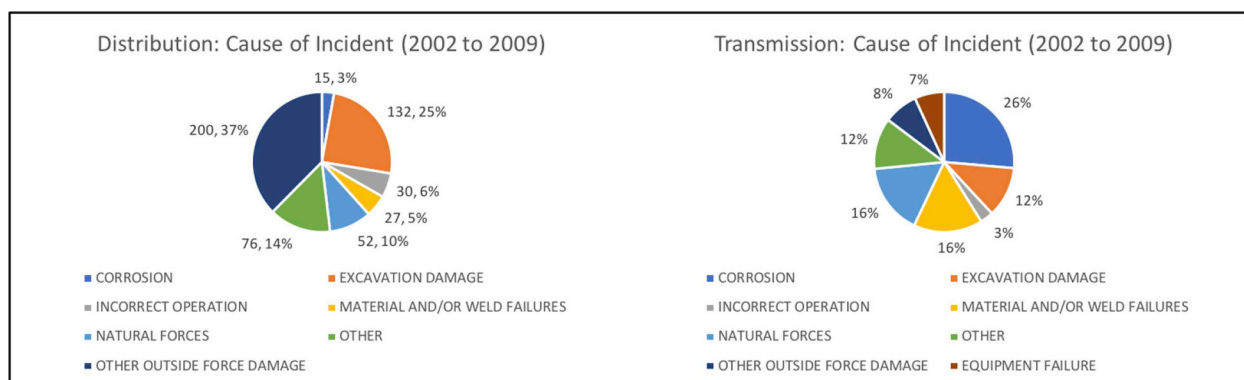 Distribution: Cause of Incident (2002 to 2009)
15, 3%
132, 25%
30, 6%
27, 5%
52, 10%
76, 14%
200, 37%
CORROSION
EXCAVATION DAMAGE
INCORRECT OPERATION
MATERIAL AND/OR WELD FAILURES
NATURAL FORCES
OTHER
OTHER OUTSIDE FORCE DAMAGE
Transmission: Cause of Incident (2002 to 2009)
26%
12%
3%
16%
16%
12%
8%
7%
CORROSION
EXCAVATION DAMAGE
INCORRECT OPERATION
MATERIAL AND/OR WELD FAILURES
NATURAL FORCES
OTHER
OTHER OUTSIDE FORCE DAMAGE
EQUIPMENT FAILURE